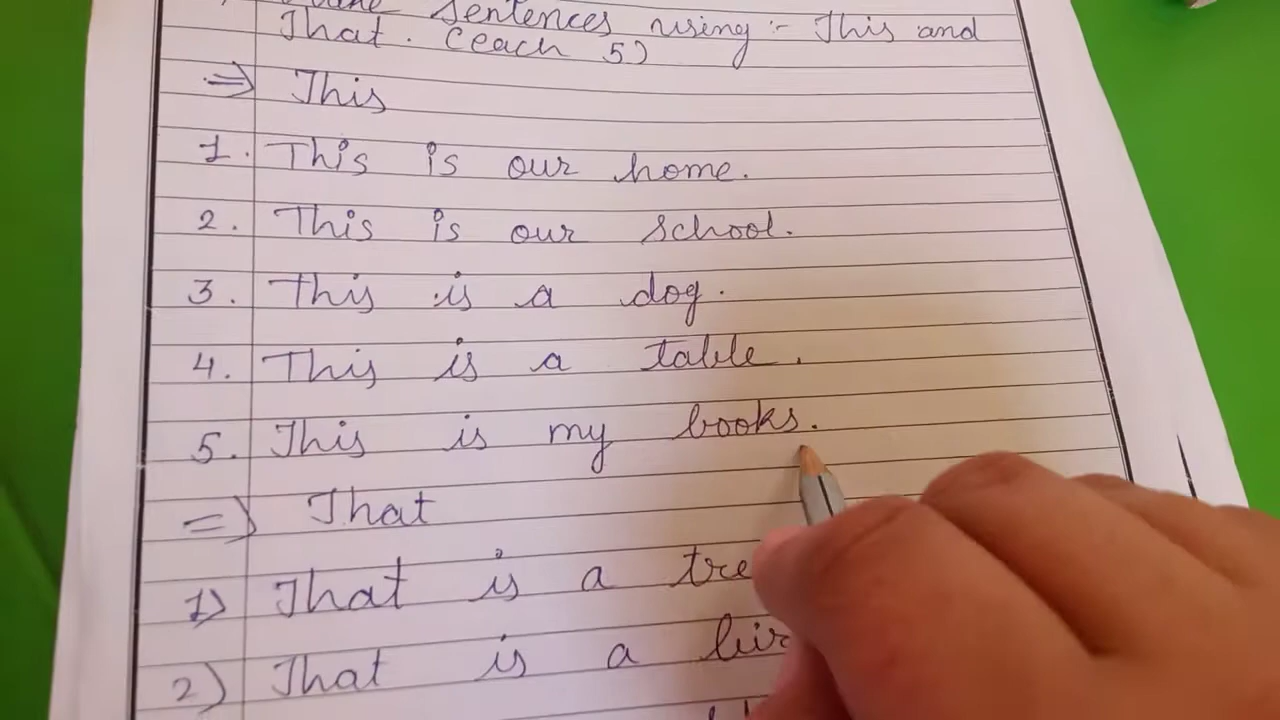 sentences using :- This and
That. (each 5)
=> This
1. This is our home.
2. This is our school.
3. This is a dog.
4. This is a table.
5. This is my books.
=> That
1) That is a
2) That is a